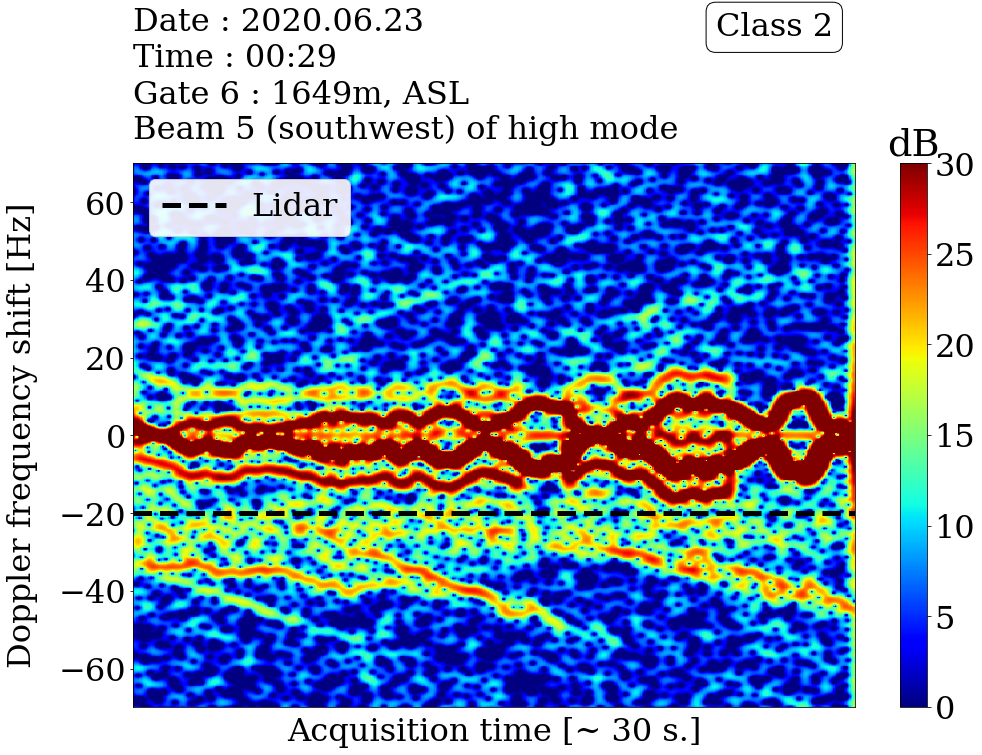 Date : 2020.06.23
Time : 00:29
Gate 6 : 1649m, ASL
Beam 5 (southwest) of high mode
Class 2
dB
Lidar
Doppler frequency shift [Hz]
60
40
20
0
−20
−40
−60
30
25
20
15
10
5
0
Acquisition time [~ 30 s.]